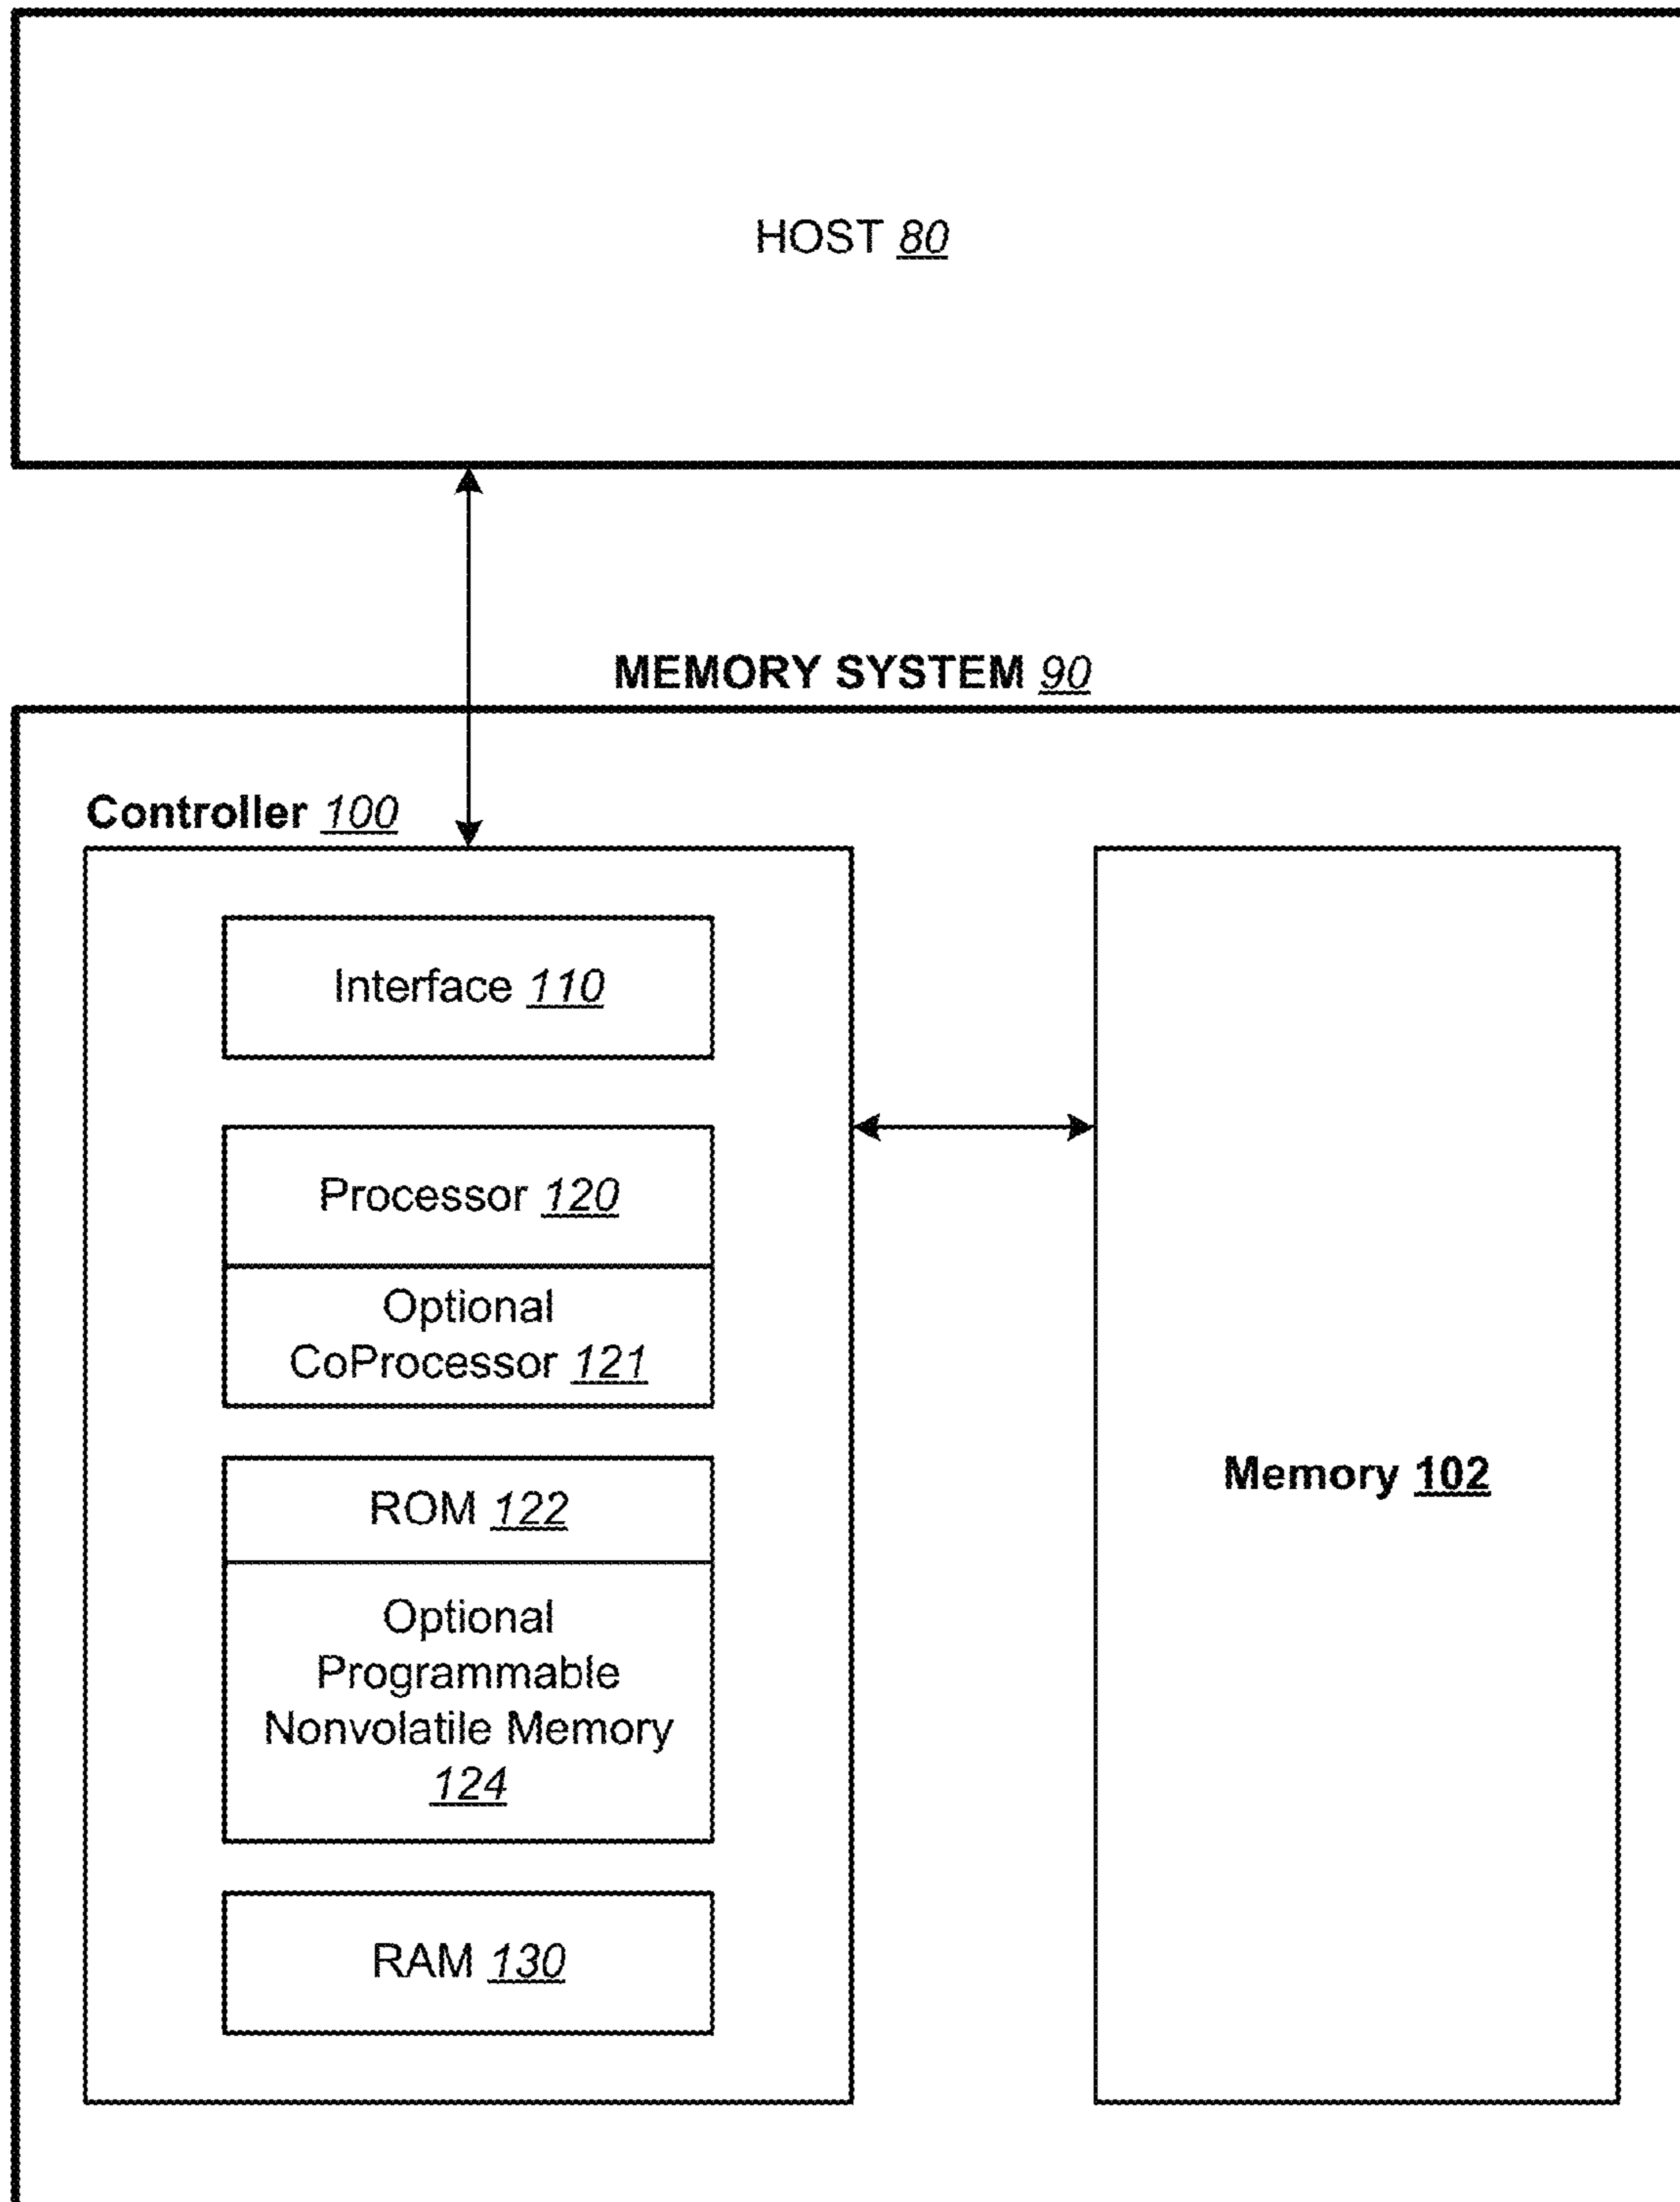 HOST 80
MEMORY SYSTEM 90
Controller 100
Interface 110
Processor 120
Optional
CoProcessor 121
ROM 122
Optional
Programmable
Nonvolatile Memory
124
RAM 130
Memory 102